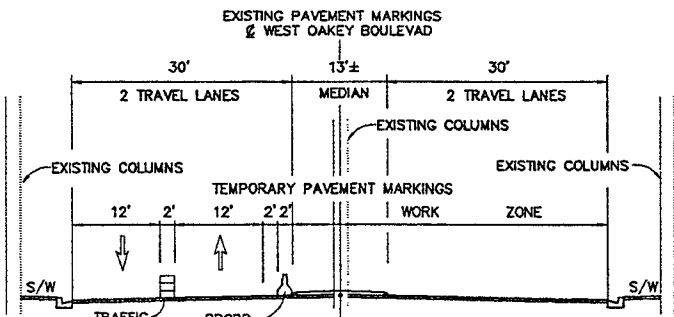 EXISTING PAVEMENT MARKINGS
℄ WEST OAKEY BOULEVAD
30' 13'± 30'
2 TRAVEL LANES MEDIAN 2 TRAVEL LANES
EXISTING COLUMNS
EXISTING COLUMNS EXISTING COLUMNS
TEMPORARY PAVEMENT MARKINGS
12' 2' 12' 2' 2' WORK ZONE
S/W S/W
TRAFFIC